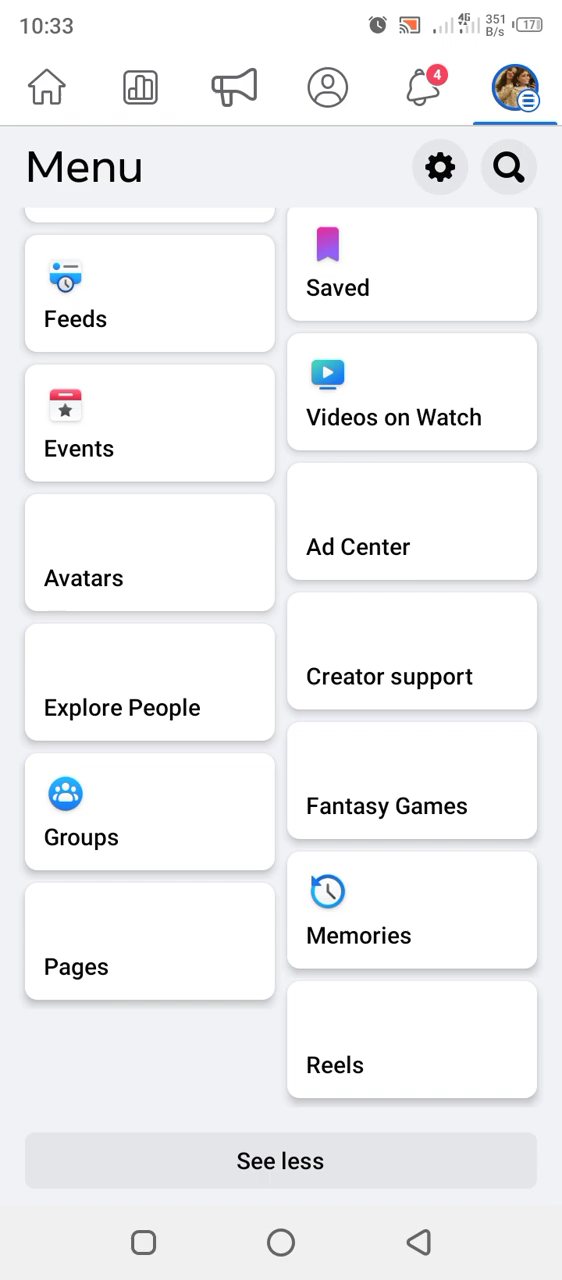 10:33
4G
351
B/s
17
4
Menu
Feeds
Saved
Events
Videos on Watch
Avatars
Ad Center
Explore People
Creator support
Groups
Fantasy Games
Pages
Memories
Reels
See less